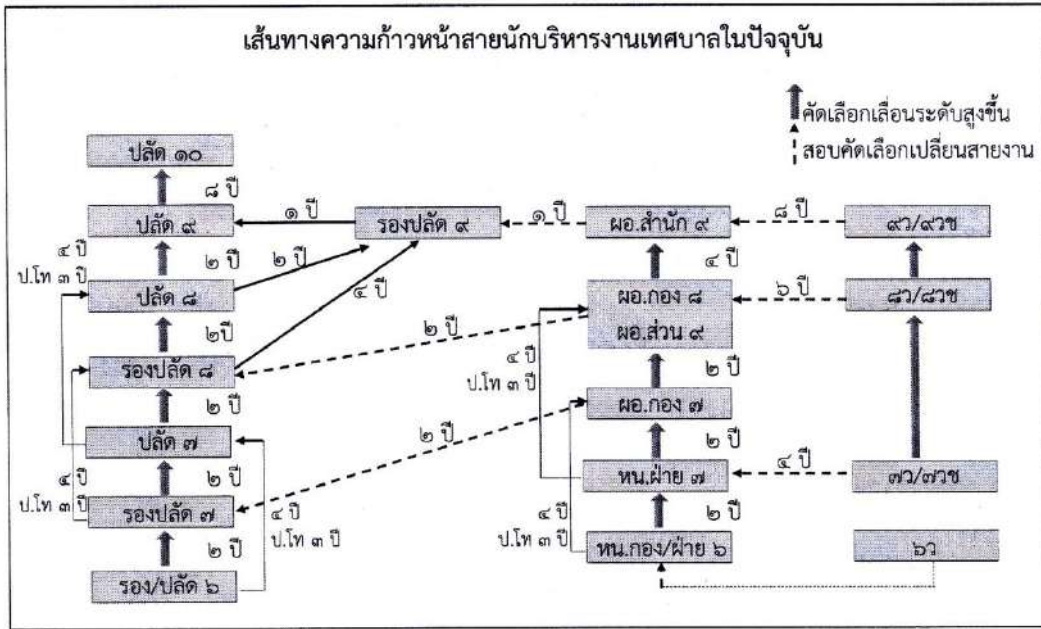 เส้นทางความก้าวหน้าสายนักบริหารงานเทศบาลในปัจจุบัน
คัดเลือกเลื่อนระดับสูงขึ้น
สอบคัดเลือกเปลี่ยนสายงาน
ปลัด ๑๐
๘ ปี
ปลัด ๙
๑ ปี
รองปลัด ๙
๑ ปี
ผอ.สำนัก ๙
๘ ปี
๙ว/๙วช
๔ ปี
ป.โท ๓ ปี
๒ ปี
๒ ปี
๔ ปี
๔ ปี
๖ ปี
ปลัด ๘
ผอ.กอง ๘
ผอ.ส่วน ๙
๘ว/๘วช
๒ปี
๒ ปี
๔ ปี
ป.โท ๓ ปี
๒ ปี
รองปลัด ๘
๒ ปี
ผอ.กอง ๗
ปลัด ๗
๒ ปี
๒ ปี
๔ ปี
๔ ปี
ป.โท ๓ ปี
๒ ปี
หน.ฝ่าย ๗
๗ว/๗วช
รองปลัด ๗
๔ ปี
ป.โท ๓ ปี
๒ ปี
๔ ปี
ป.โท ๓ ปี
๒ ปี
หน.กอง/ฝ่าย ๖
๖ว
รอง/ปลัด ๖